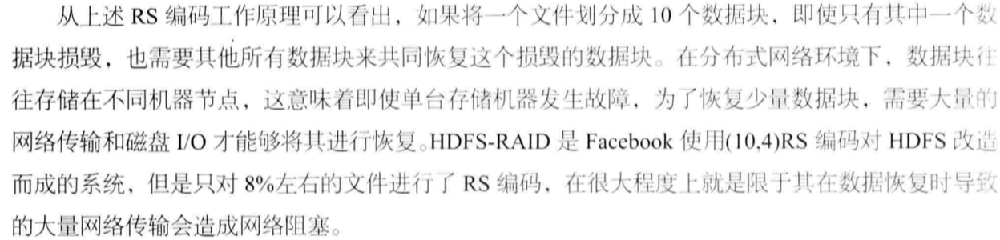 从上述 RS 编码工作原理可以看出，如果将一个文件划分成 10 个数据块，即使只有其中一个数
据块损毁，也需要其他所有数据块来共同恢复这个损毁的数据块。在分布式网络环境下，数据块往
往存储在不同机器节点，这意味着即使单台存储机器发生故障，为了恢复少量数据块，需要大量的
网络传输和磁盘 I/O 才能够将其进行恢复。HDFS-RAID 是 Facebook 使用(10,4)RS 编码对 HDFS 改造
而成的系统，但是只对 8%左右的文件进行了 RS 编码，在很大程度上就是限于其在数据恢复时导致
的大量网络传输会造成网络阻塞。